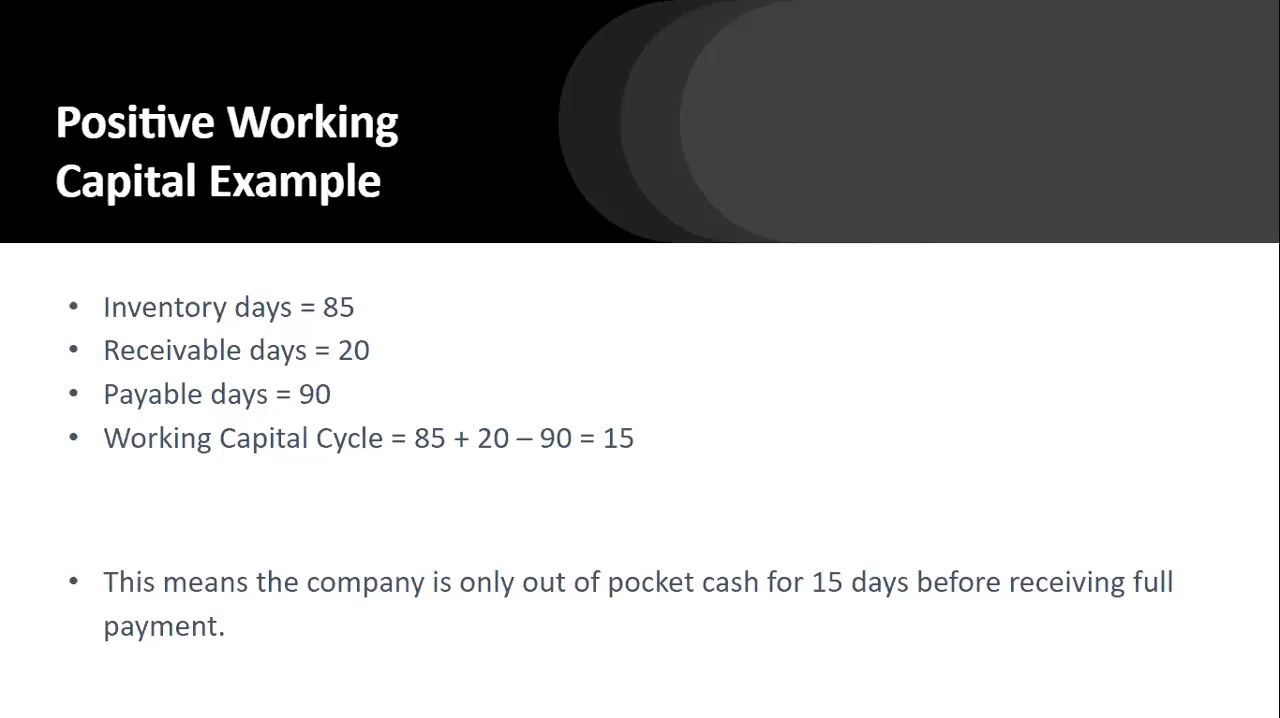 Positive Working
Capital Example
• Inventory days = 85
• Receivable days = 20
• Payable days = 90
• Working Capital Cycle = 85 + 20 – 90 = 15
• This means the company is only out of pocket cash for 15 days before receiving full
payment.